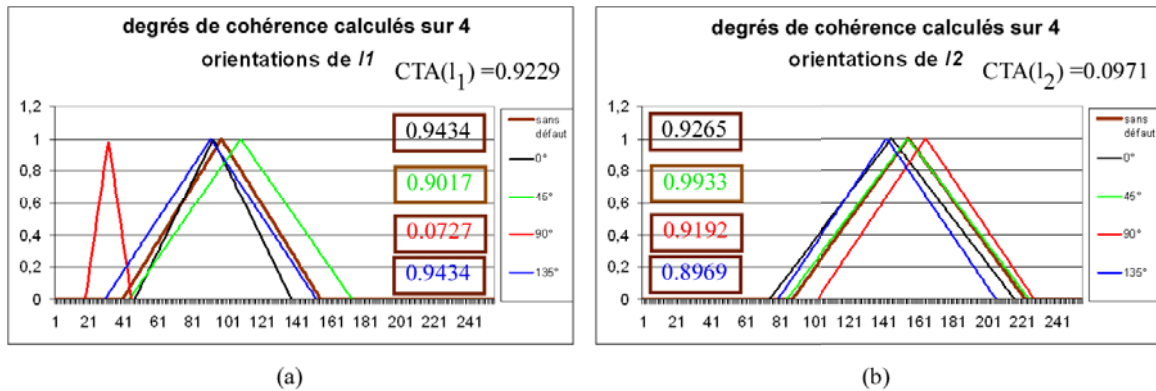 degrés de cohérence calculés sur 4
orientations de l1
CTA(l1) =0.9229
1,2
1
0,8
0,6
0,4
0,2
0
1 21 41 61 81 101 121 141 161 181 201 221 241
0.9434
0.9017
0.0727
0.9434
sans
défaut
0°
45°
90°
135°
(a)
degrés de cohérence calculés sur 4
orientations de l2
CTA(l2) =0.0971
1,2
1
0,8
0,6
0,4
0,2
0
1 21 41 61 81 101 121 141 161 181 201 221 241
0.9265
0.9933
0.9192
0.8969
sans
défaut
0°
45°
90°
135°
(b)